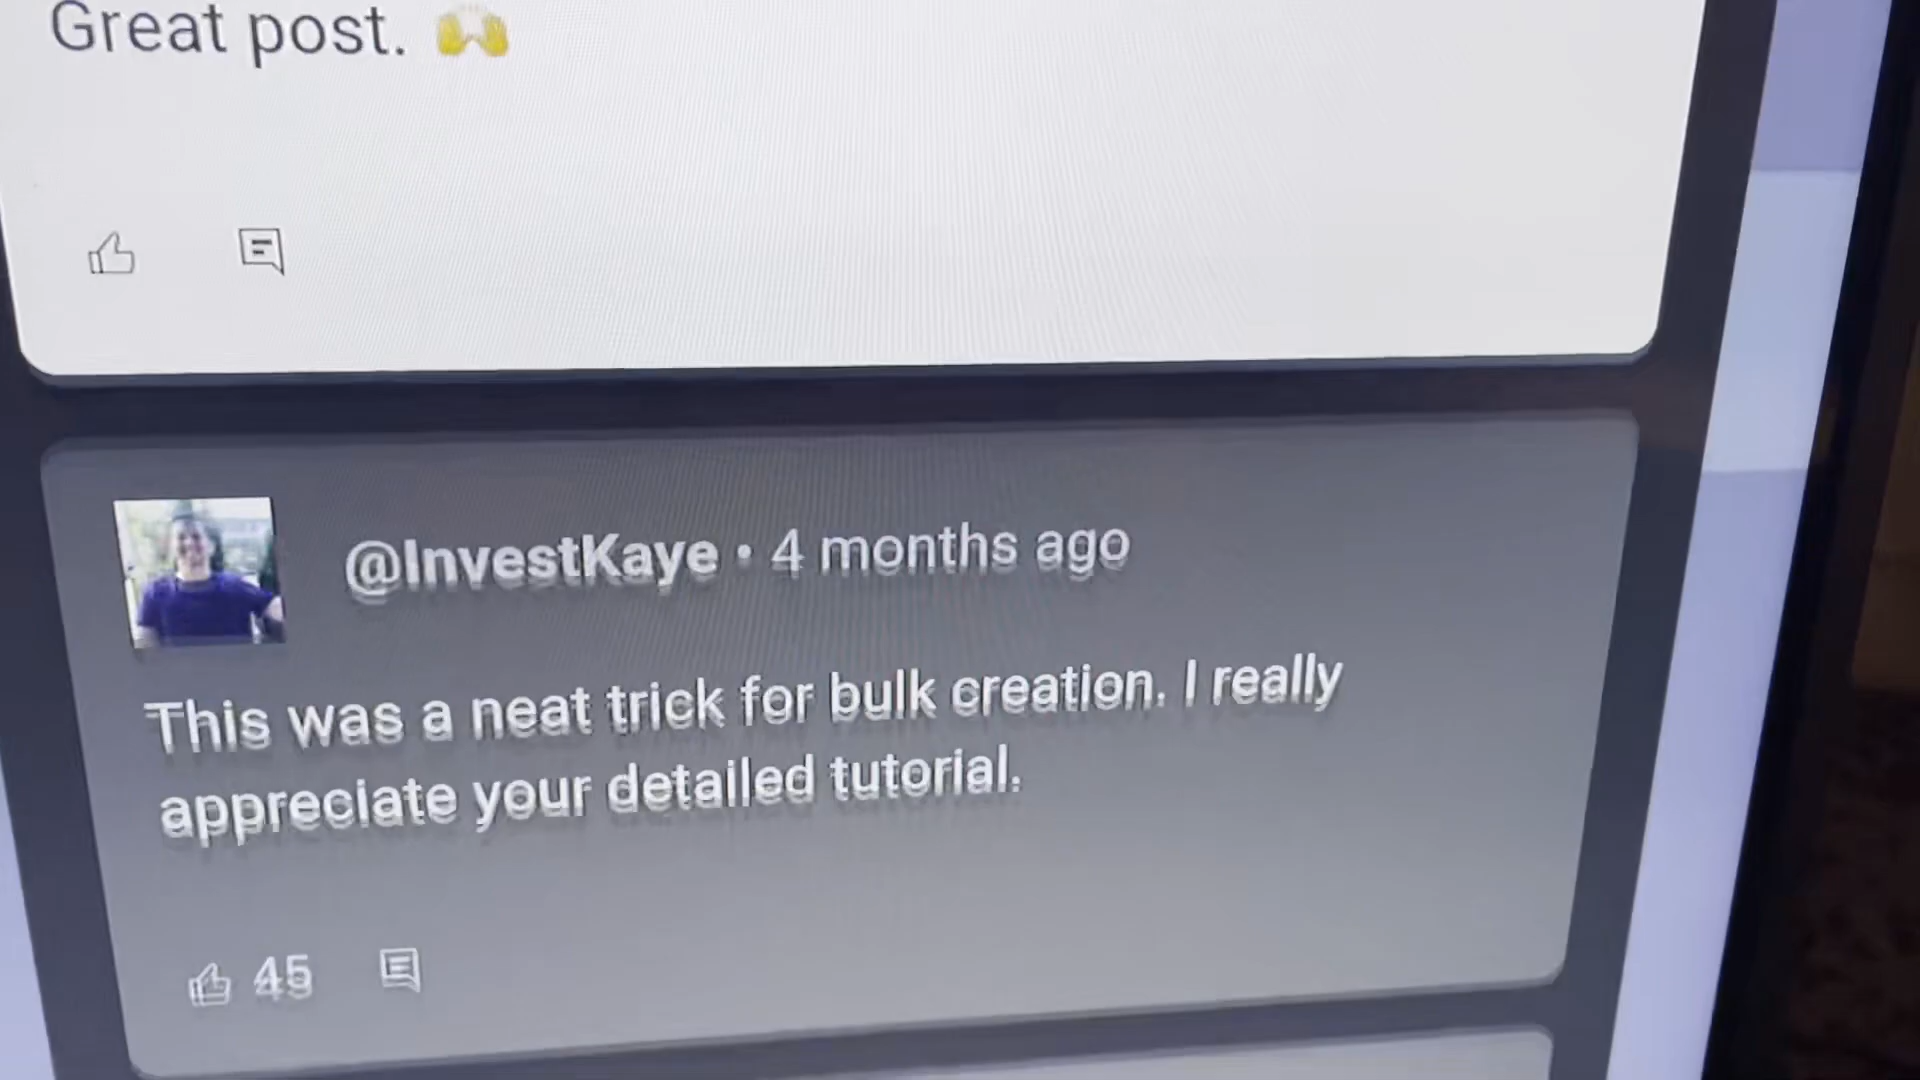 Great post. 🙌
@InvestKaye • 4 months ago
This was a neat trick for bulk creation. I really
appreciate your detailed tutorial.
45